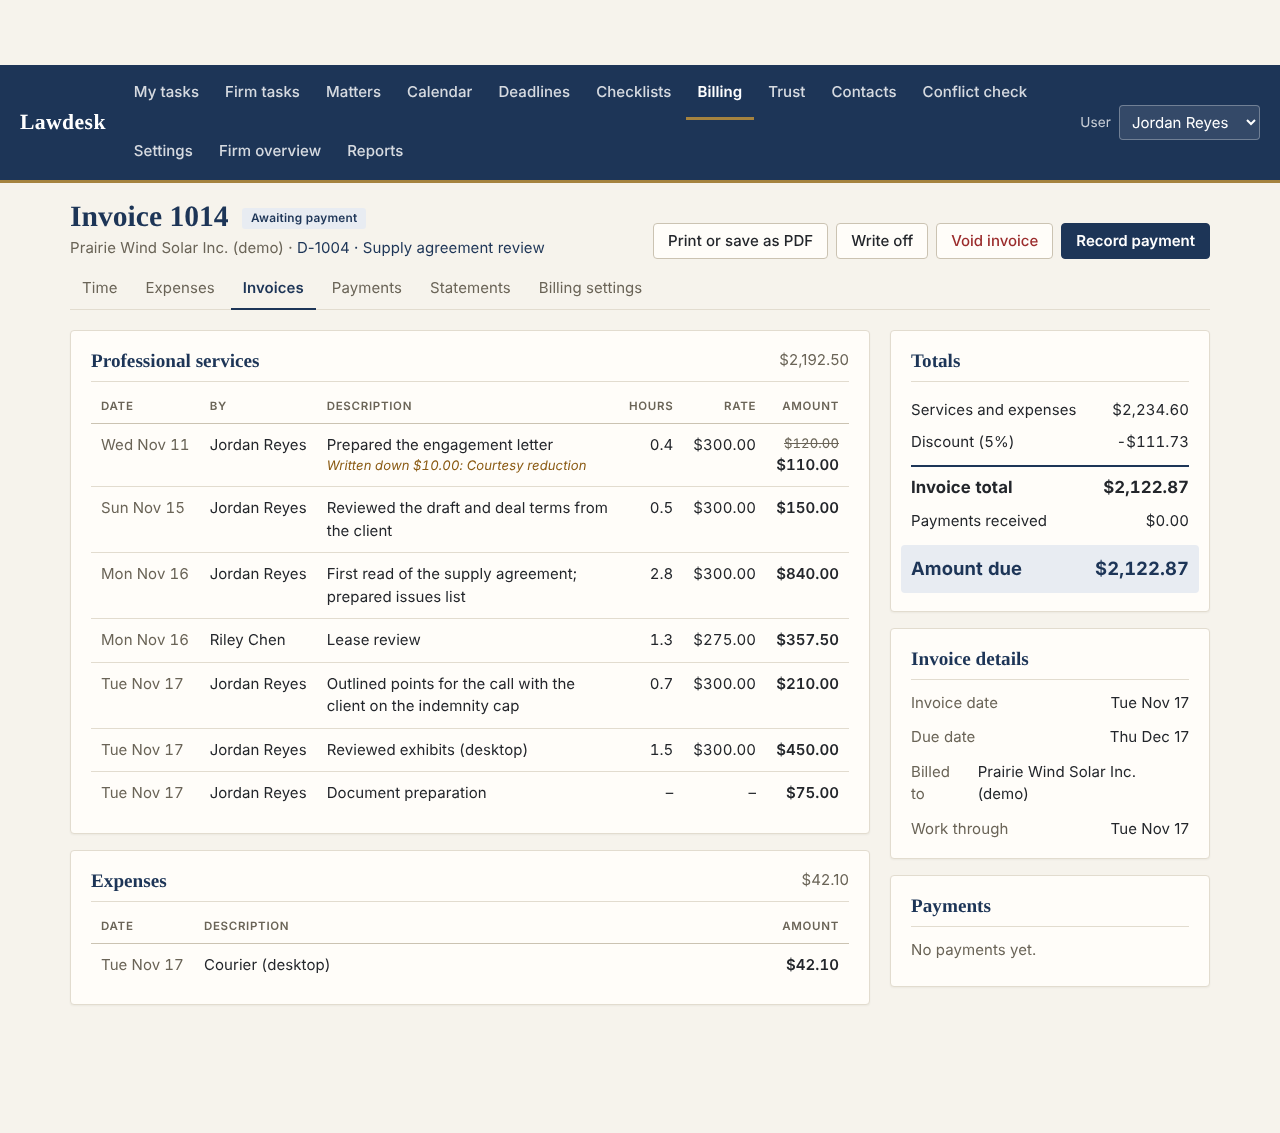 Lawdesk
My tasks Firm tasks Matters Calendar Deadlines Checklists Billing Trust Contacts Conflict check
Settings Firm overview Reports
User Jordan Reyes
Invoice 1014 Awaiting payment
Prairie Wind Solar Inc. (demo) · D-1004 · Supply agreement review
Print or save as PDF Write off Void invoice Record payment
Time Expenses Invoices Payments Statements Billing settings
Professional services $2,192.50
DATE BY DESCRIPTION HOURS RATE AMOUNT
Wed Nov 11 Jordan Reyes Prepared the engagement letter 0.4 $300.00 $120.00
Written down $10.00: Courtesy reduction $110.00
Sun Nov 15 Jordan Reyes Reviewed the draft and deal terms from 0.5 $300.00 $150.00
the client
Mon Nov 16 Jordan Reyes First read of the supply agreement; 2.8 $300.00 $840.00
prepared issues list
Mon Nov 16 Riley Chen Lease review 1.3 $275.00 $357.50
Tue Nov 17 Jordan Reyes Outlined points for the call with the 0.7 $300.00 $210.00
client on the indemnity cap
Tue Nov 17 Jordan Reyes Reviewed exhibits (desktop) 1.5 $300.00 $450.00
Tue Nov 17 Jordan Reyes Document preparation – – $75.00
Expenses $42.10
DATE DESCRIPTION AMOUNT
Tue Nov 17 Courier (desktop) $42.10
Totals
Services and expenses $2,234.60
Discount (5%) -$111.73
Invoice total $2,122.87
Payments received $0.00
Amount due $2,122.87
Invoice details
Invoice date Tue Nov 17
Due date Thu Dec 17
Billed Prairie Wind Solar Inc.
to (demo)
Work through Tue Nov 17
Payments
No payments yet.